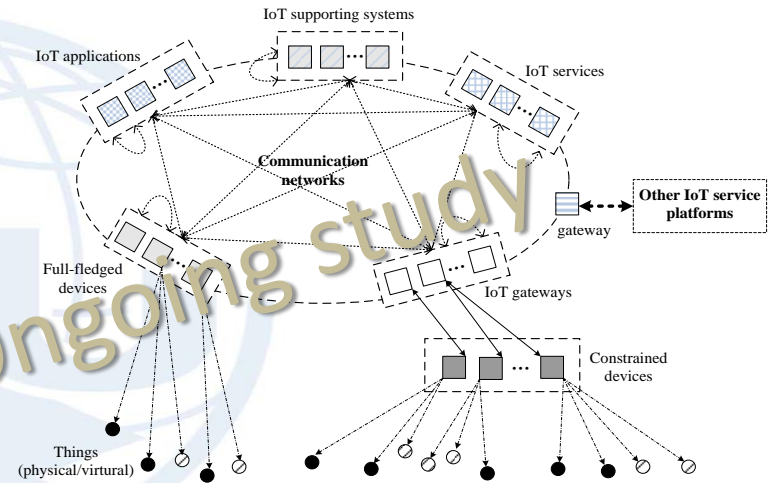 IoT supporting systems
IoT applications
IoT services
Communication
networks
Other IoT service
platforms
gateway
Full-fledged
devices
IoT gateways
ongoing study
Constrained
devices
Things
(physical/virtural)